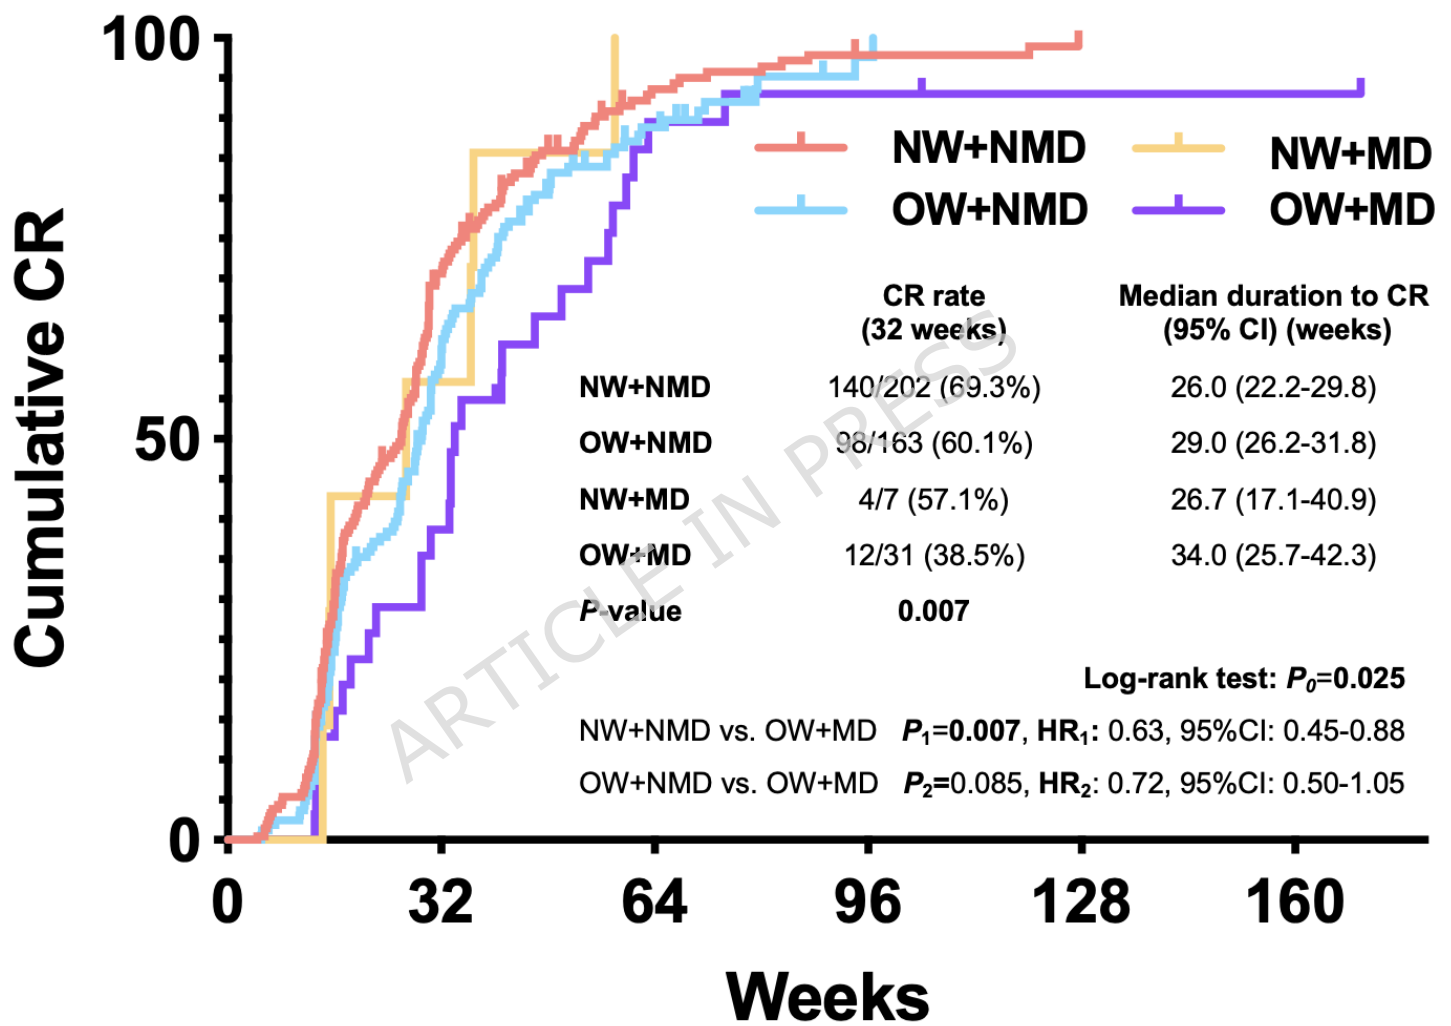 100
50
0
Cumulative CR
NW+NMD
NW+MD
OW+NMD
OW+MD
CR rate Median duration to CR
(32 weeks) (95% CI) (weeks)
NW+NMD 140/202 (69.3%) 26.0 (22.2-29.8)
OW+NMD 98/163 (60.1%) 29.0 (26.2-31.8)
NW+MD 4/7 (57.1%) 26.7 (17.1-40.9)
OW+MD 12/31 (38.5%) 34.0 (25.7-42.3)
P-value 0.007
Log-rank test: P0=0.025
NW+NMD vs. OW+MD P1=0.007, HR1: 0.63, 95%CI: 0.45-0.88
OW+NMD vs. OW+MD P2=0.085, HR2: 0.72, 95%CI: 0.50-1.05
ARTICLE IN PRESS
0 32 64 96 128 160
Weeks